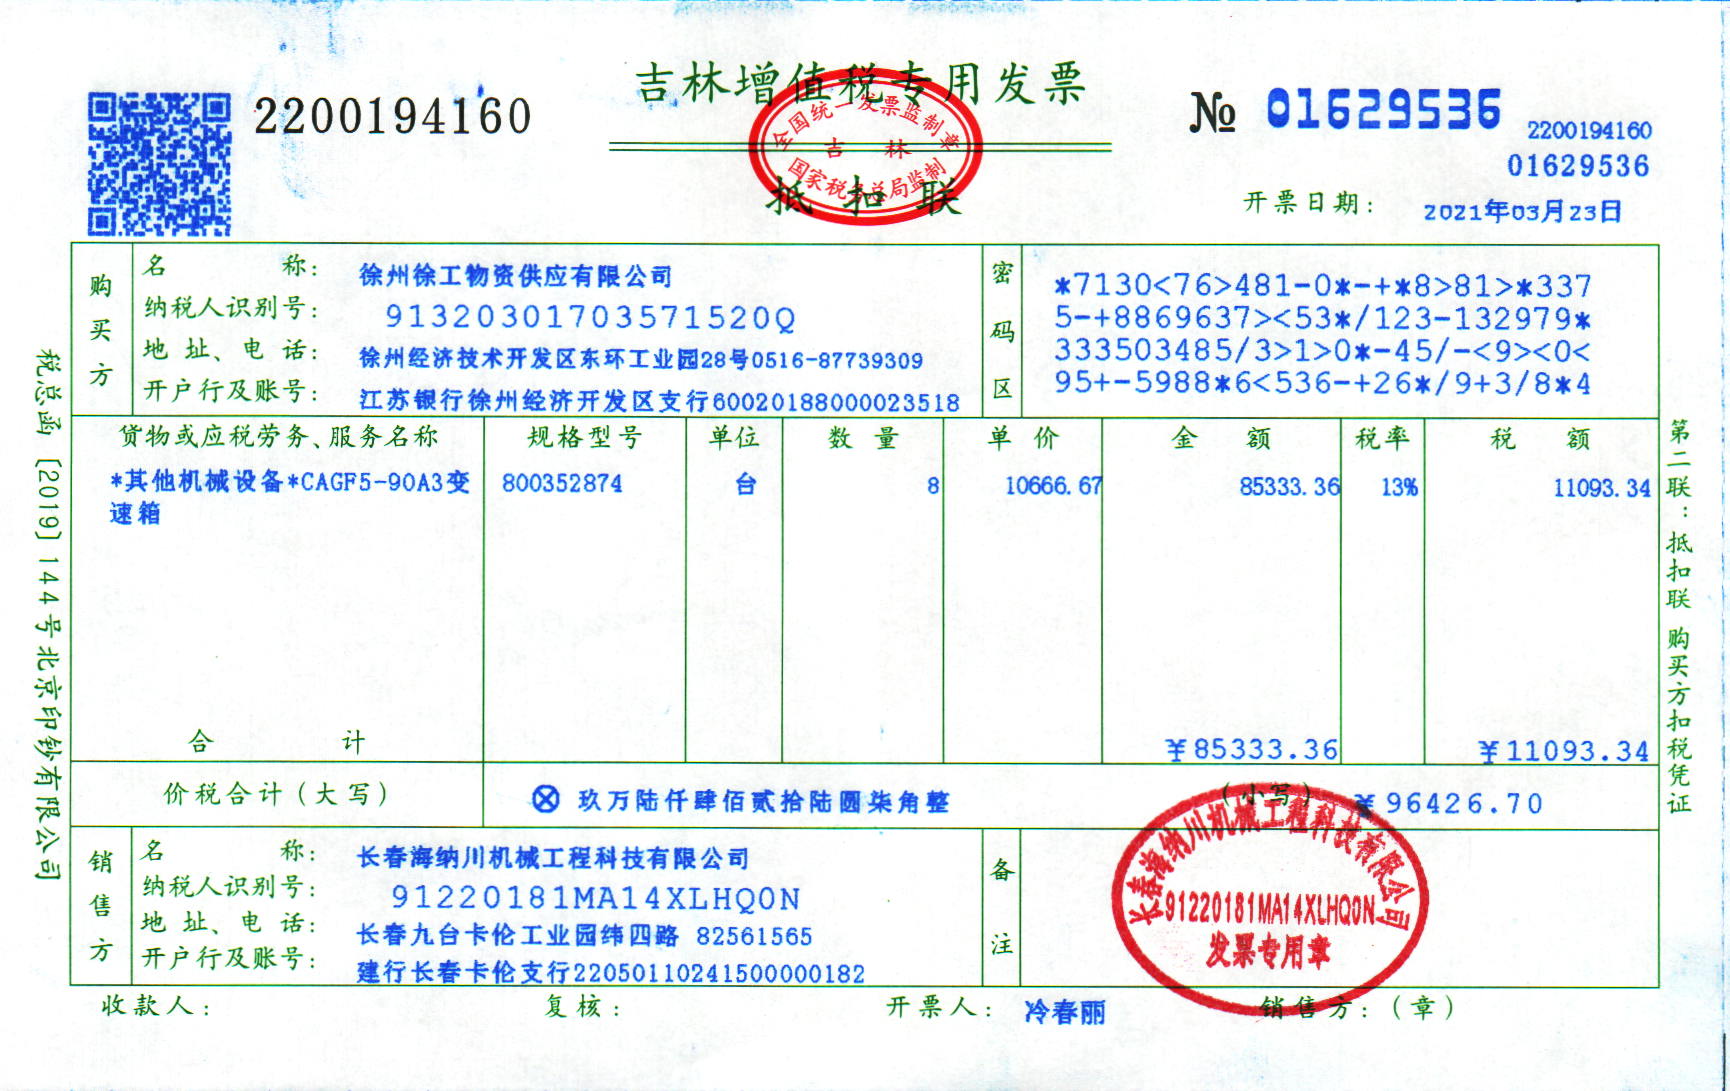 吉林增值税专用发票
2200194160
№ 01629536
2200194160
01629536
全国统一发票监制章
吉 林
国家税务总局监制
抵 扣 联
开票日期: 2021年03月23日
购买方
名 称: 徐州徐工物资供应有限公司
纳税人识别号: 91320301703571520Q
地 址、电 话: 徐州经济技术开发区东环工业园28号0516-87739309
开户行及账号: 江苏银行徐州经济开发区支行60020188000023518
密码区
*7130<76>481-0*-+*8>81>*337
5-+8869637><53*/123-132979*
333503485/3>1>0*-45/-<9><0<
95+-5988*6<536-+26*/9+3/8*4
货物或应税劳务、服务名称 规格型号 单位 数 量 单 价 金 额 税率 税 额
*其他机械设备*CAGF5-90A3变 800352874 台 8 10666.67 85333.36 13% 11093.34
速箱
合 计 ¥85333.36 ¥11093.34
价税合计(大写) ⊗ 玖万陆仟肆佰贰拾陆圆柒角整 (小写) ¥96426.70
销售方
名 称: 长春海纳川机械工程科技有限公司
纳税人识别号: 91220181MA14XLHQ0N
地 址、电 话: 长春九台卡伦工业园纬四路 82561565
开户行及账号: 建行长春卡伦支行22050110241500000182
备注
长春海纳川机械工程科技有限公司
91220181MA14XLHQ0N
发票专用章
收款人: 复核: 开票人: 冷春丽 销售方:(章)
税总函〔2019〕144号北京印钞有限公司
第二联:抵扣联 购买方扣税凭证